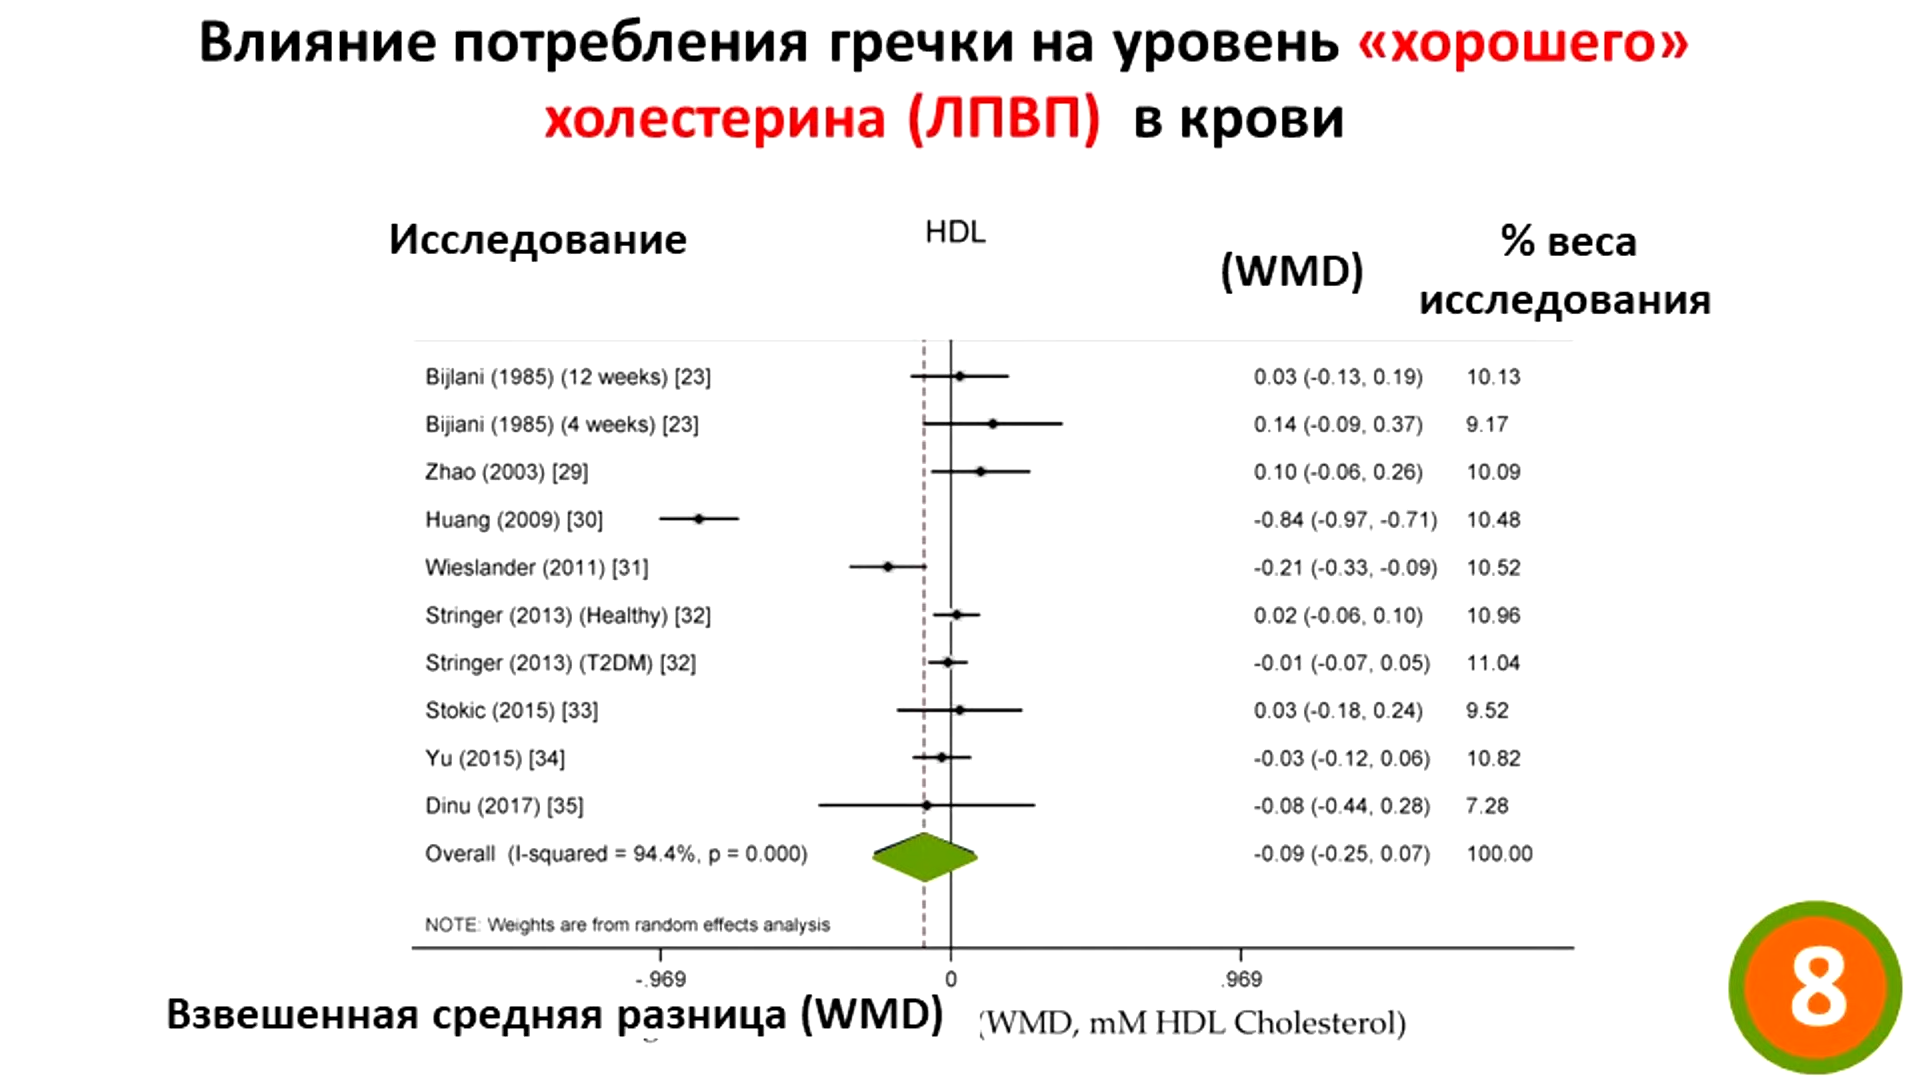 Влияние потребления гречки на уровень «хорошего»
холестерина (ЛПВП) в крови
Исследование HDL (WMD) % веса
исследования
Bijlani (1985) (12 weeks) [23] 0.03 (-0.13, 0.19) 10.13
Bijiani (1985) (4 weeks) [23] 0.14 (-0.09, 0.37) 9.17
Zhao (2003) [29] 0.10 (-0.06, 0.26) 10.09
Huang (2009) [30] -0.84 (-0.97, -0.71) 10.48
Wieslander (2011) [31] -0.21 (-0.33, -0.09) 10.52
Stringer (2013) (Healthy) [32] 0.02 (-0.06, 0.10) 10.96
Stringer (2013) (T2DM) [32] -0.01 (-0.07, 0.05) 11.04
Stokic (2015) [33] 0.03 (-0.18, 0.24) 9.52
Yu (2015) [34] -0.03 (-0.12, 0.06) 10.82
Dinu (2017) [35] -0.08 (-0.44, 0.28) 7.28
Overall (I-squared = 94.4%, p = 0.000) -0.09 (-0.25, 0.07) 100.00
NOTE: Weights are from random effects analysis
-.969 0 .969
Взвешенная средняя разница (WMD) (WMD, mM HDL Cholesterol)
8